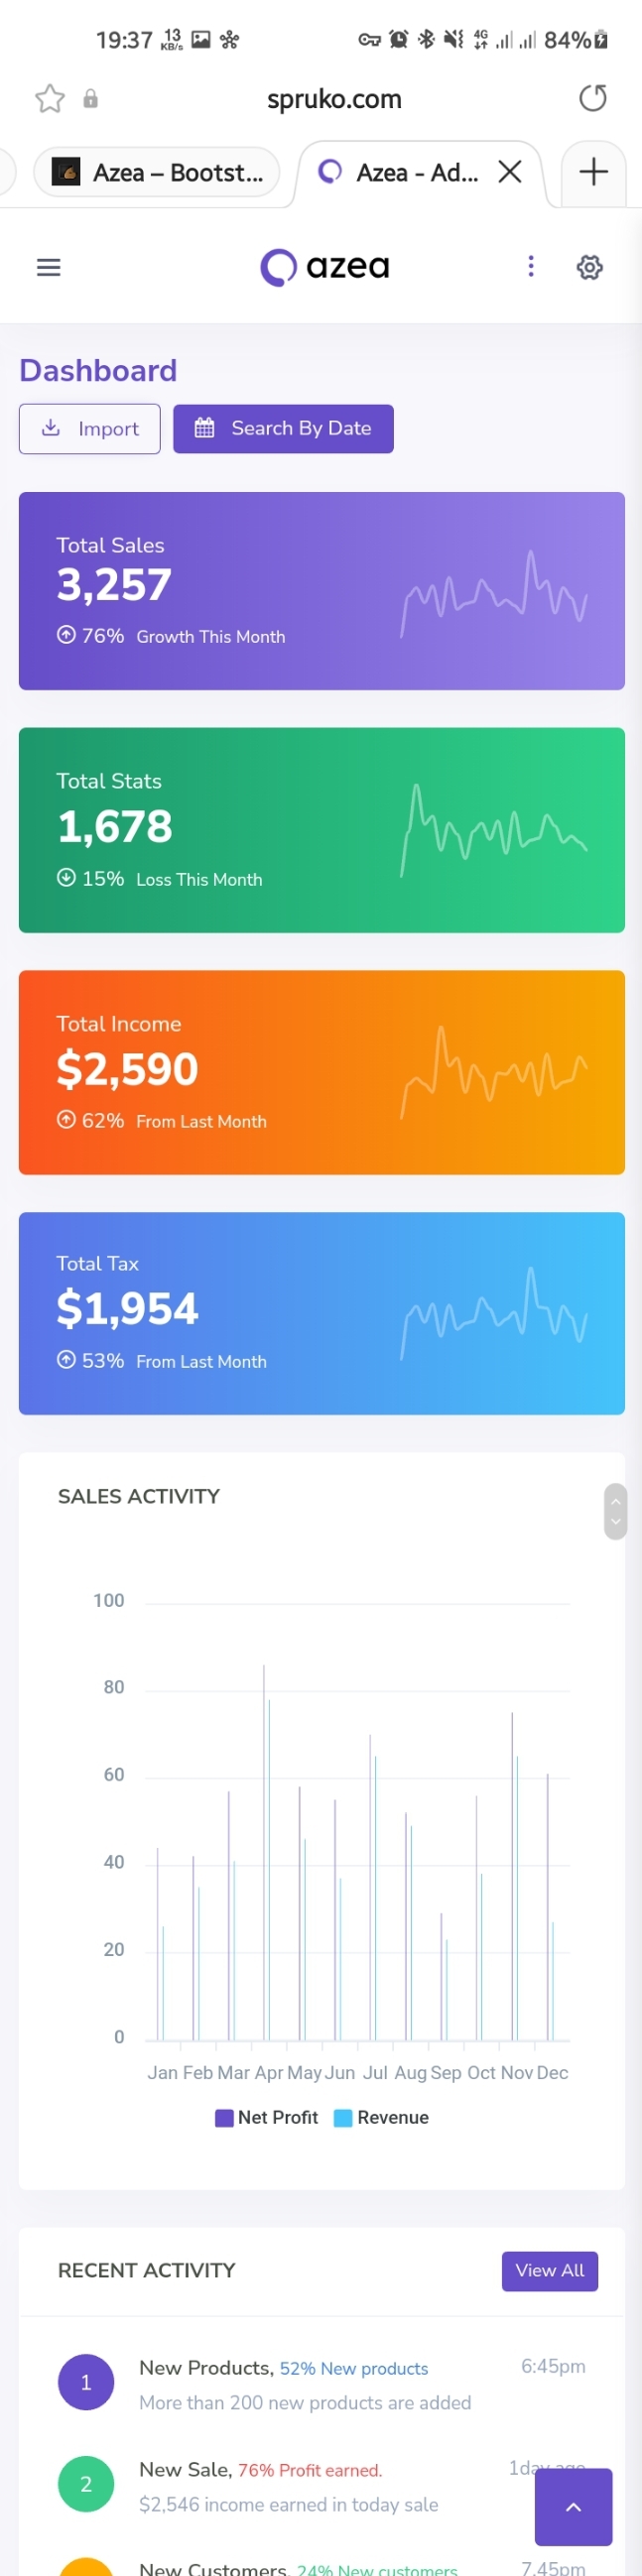 19:37 13 KB/s 4G 84%
spruko.com
Azea – Bootst... Azea - Ad...
azea
Dashboard
Import Search By Date
Total Sales
3,257
76% Growth This Month
Total Stats
1,678
15% Loss This Month
Total Income
$2,590
62% From Last Month
Total Tax
$1,954
53% From Last Month
SALES ACTIVITY
100
80
60
40
20
0
Jan Feb Mar Apr May Jun Jul Aug Sep Oct Nov Dec
Net Profit Revenue
RECENT ACTIVITY View All
1 New Products, 52% New products 6:45pm
More than 200 new products are added
2 New Sale, 76% Profit earned. 1day ago
$2,546 income earned in today sale
New Customers, 24% New customers 7.45pm